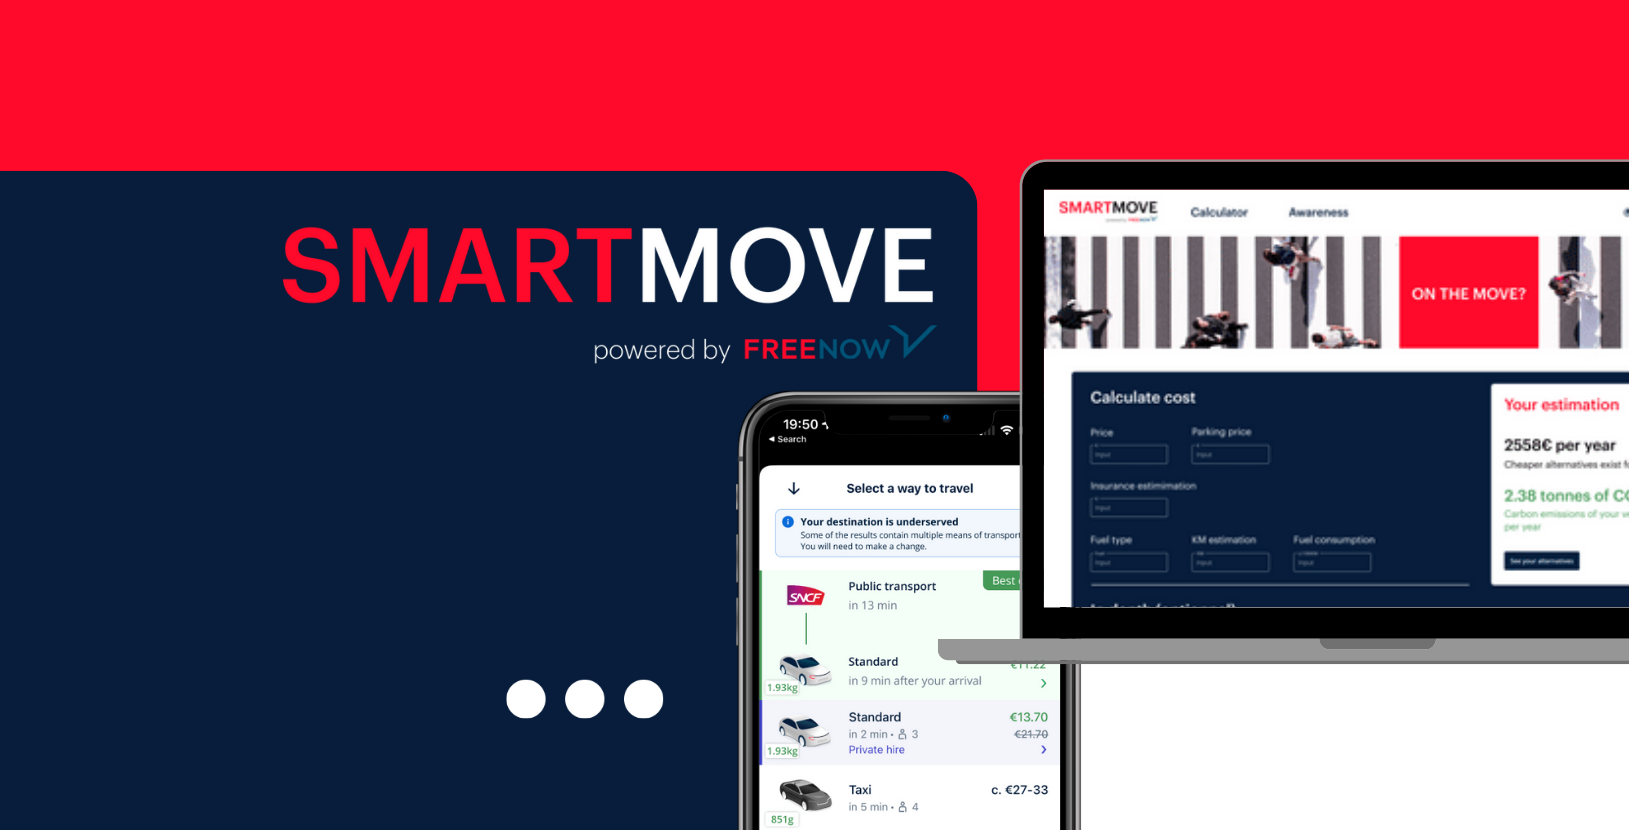 SMARTMOVE
powered by FREENOW
19:50
Search
Select a way to travel
Your destination is underserved
Some of the results contain multiple means of transport
You will need to make a change.
Best
SNCF
Public transport
in 13 min
Standard
€11.22
in 9 min after your arrival
1.93kg
Standard
€13.70
in 2 min • 3
€21.70
Private hire
1.93kg
Taxi
c. €27-33
in 5 min • 4
851g
SMARTMOVE
powered by FREENOW
Calculator
Awareness
ON THE MOVE?
Calculate cost
Price
Parking price
Input
Input
Insurance estimimation
Input
Fuel type
KM estimation
Fuel consumption
Input
Input
Input
Your estimation
2558€ per year
Cheaper alternatives exist
2.38 tonnes of
Carbon emissions of your
per year
See your alternatives